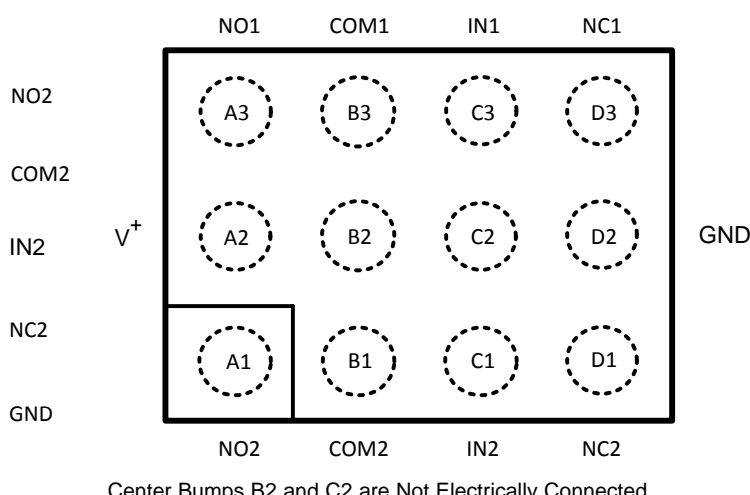 NO1 COM1 IN1 NC1
NO2
A3 B3 C3 D3
COM2
V+ A2 B2 C2 D2 GND
IN2
NC2
A1 B1 C1 D1
GND
NO2 COM2 IN2 NC2
Center Bumps B2 and C2 are Not Electrically Connected